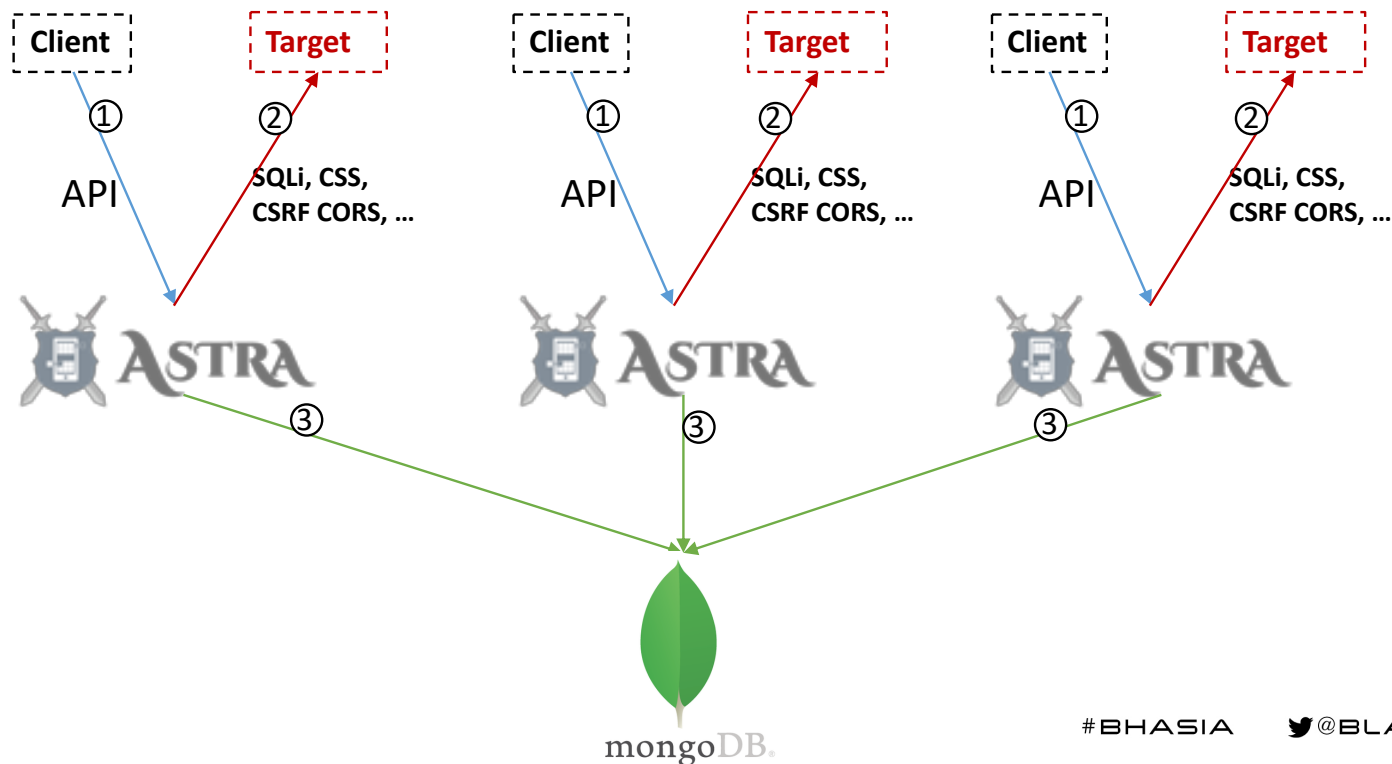 Client
Target
Client
Target
Client
Target
1
2
1
2
1
2
API
SQLi, CSS,
CSRF CORS, ...
API
SQLi, CSS,
CSRF CORS, ...
API
SQLi, CSS,
CSRF CORS, ...
ASTRA
ASTRA
ASTRA
3
3
3
mongoDB®
#BHASIA @BLA